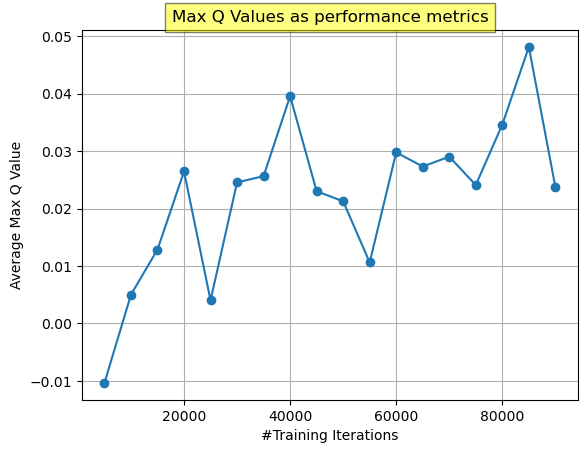 Max Q Values as performance metrics
0.05
0.04
0.03
0.02
0.01
0.00
−0.01
Average Max Q Value
20000 40000 60000 80000
#Training Iterations